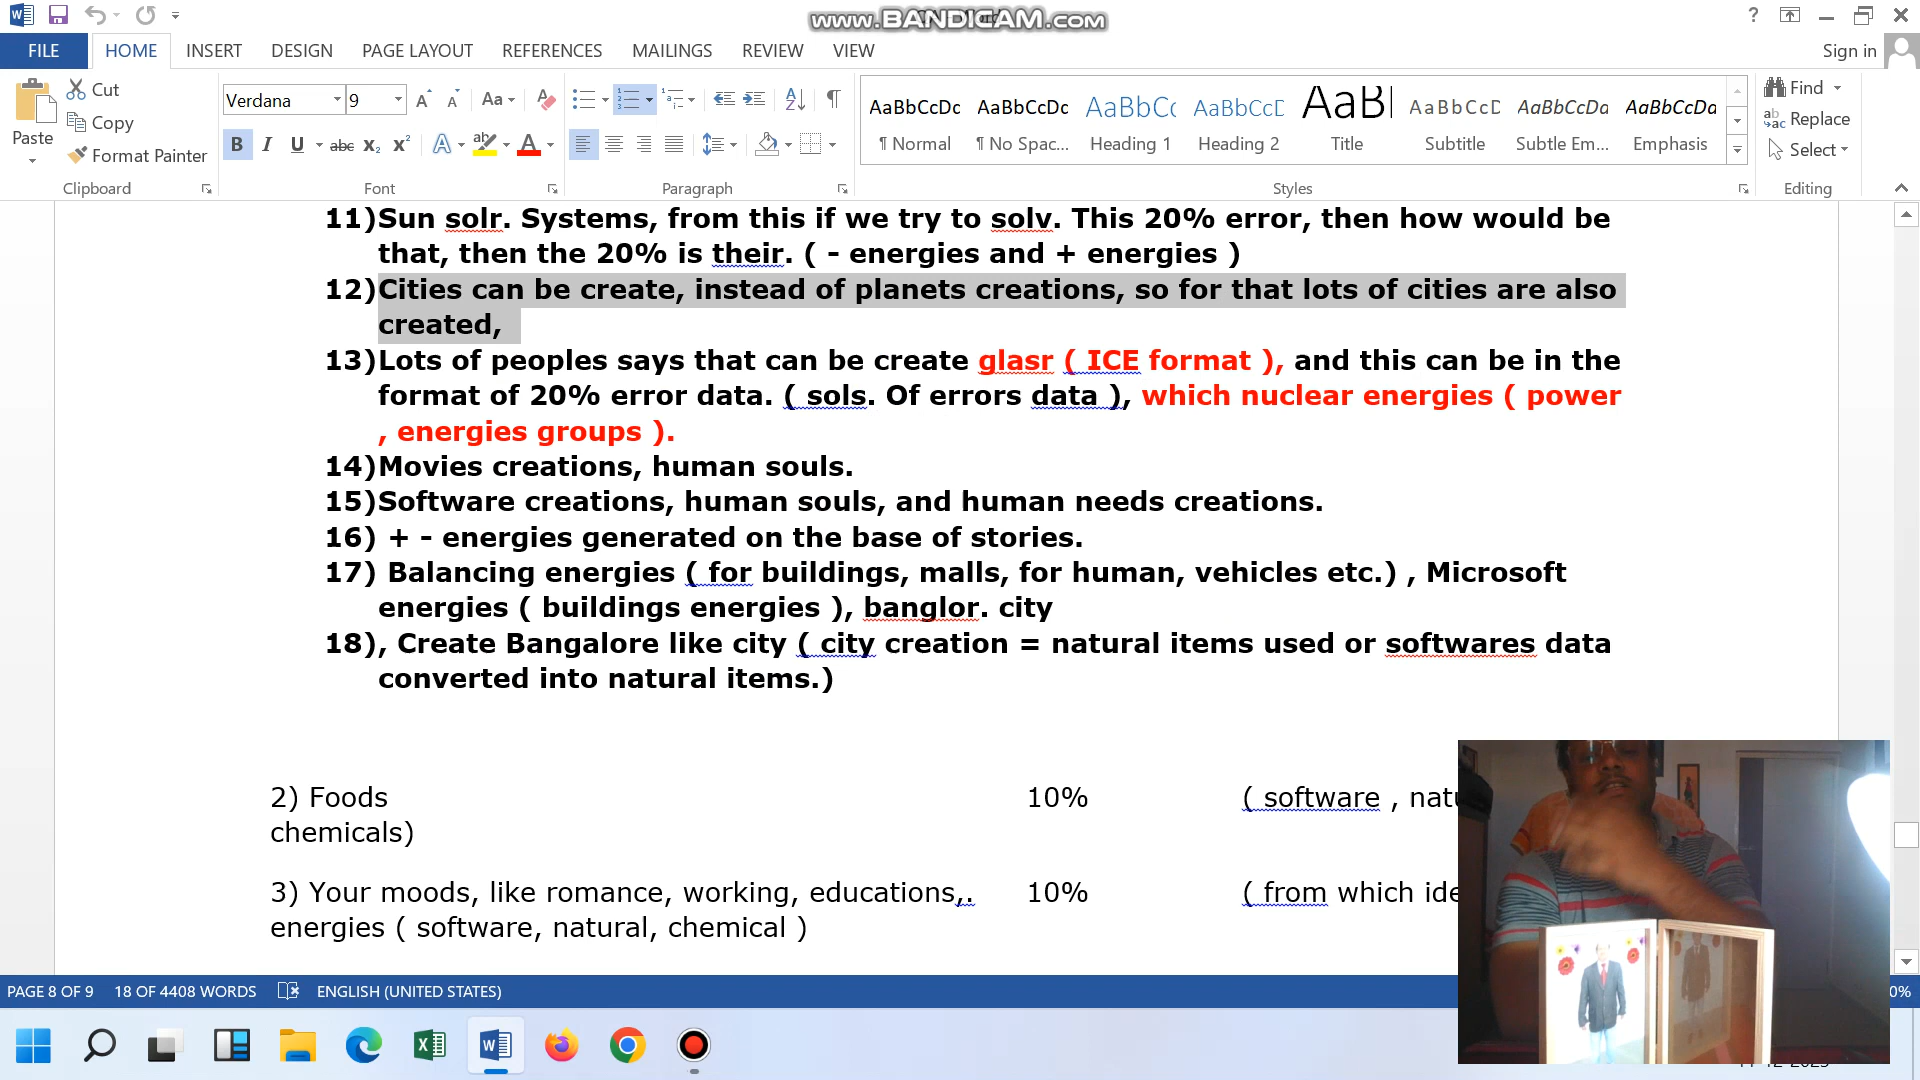 www.BANDICAM.com
FILE HOME INSERT DESIGN PAGE LAYOUT REFERENCES MAILINGS REVIEW VIEW Sign in
Cut
Copy
Format Painter
Paste
Verdana 9
AaBbCcDc AaBbCcDc AaBbCc AaBbCcD AaBl AaBbCcD AaBbCcDa AaBbCcDa
¶ Normal ¶ No Spac... Heading 1 Heading 2 Title Subtitle Subtle Em... Emphasis
Find
Replace
Select
Clipboard Font Paragraph Styles Editing
11)Sun solr. Systems, from this if we try to solv. This 20% error, then how would be
that, then the 20% is their. ( - energies and + energies )
12)Cities can be create, instead of planets creations, so for that lots of cities are also
created,
13)Lots of peoples says that can be create glasr ( ICE format ), and this can be in the
format of 20% error data. ( sols. Of errors data ), which nuclear energies ( power
, energies groups ).
14)Movies creations, human souls.
15)Software creations, human souls, and human needs creations.
16) + - energies generated on the base of stories.
17) Balancing energies ( for buildings, malls, for human, vehicles etc.) , Microsoft
energies ( buildings energies ), banglor. city
18), Create Bangalore like city ( city creation = natural items used or softwares data
converted into natural items.)
2) Foods 10% ( software , natu
chemicals)
3) Your moods, like romance, working, educations,. 10% ( from which ide
energies ( software, natural, chemical )
PAGE 8 OF 9 18 OF 4408 WORDS ENGLISH (UNITED STATES) 0%